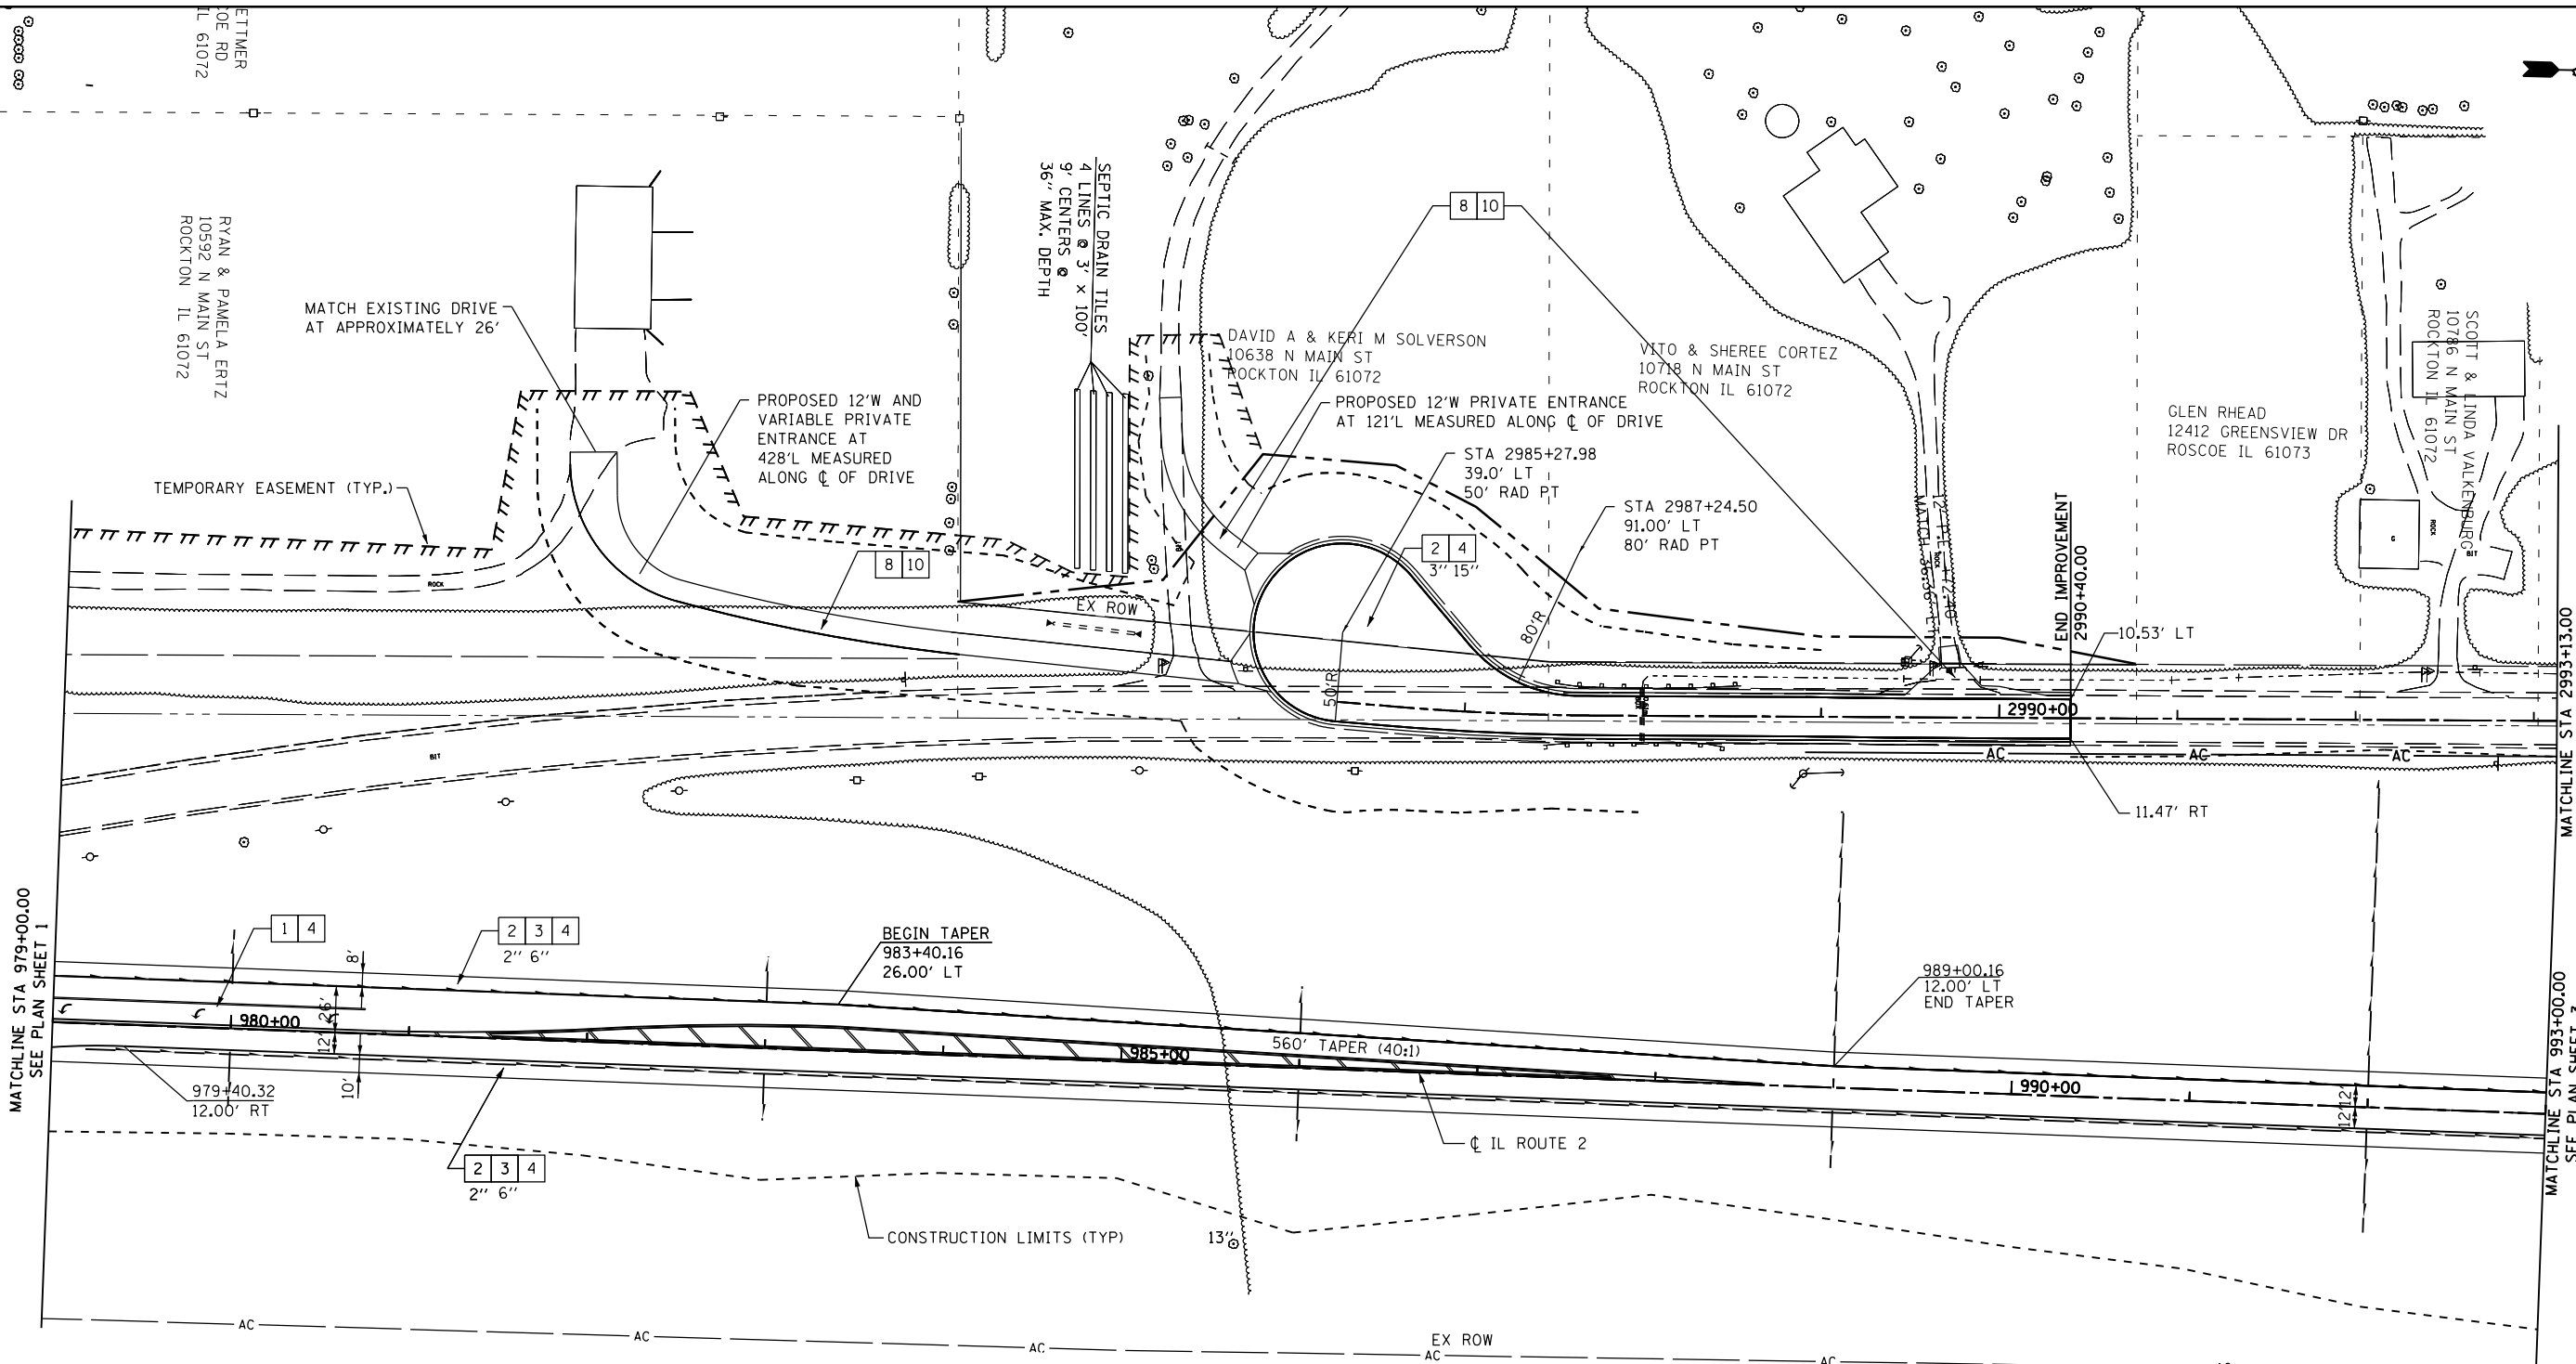 ETTMER
OE RD
IL 61072
RYAN & PAMELA ERTZ
10592 N MAIN ST
ROCKTON IL 61072
MATCH EXISTING DRIVE
AT APPROXIMATELY 26'
TEMPORARY EASEMENT (TYP.)
PROPOSED 12'W AND
VARIABLE PRIVATE
ENTRANCE AT
428'L MEASURED
ALONG ℄ OF DRIVE
SEPTIC DRAIN TILES
4 LINES @ 3' x 100'
9' CENTERS @
36" MAX. DEPTH
8 10
DAVID A & KERI M SOLVERSON
10638 N MAIN ST
ROCKTON IL 61072
PROPOSED 12'W PRIVATE ENTRANCE
AT 121'L MEASURED ALONG ℄ OF DRIVE
VITO & SHEREE CORTEZ
10718 N MAIN ST
ROCKTON IL 61072
STA 2985+27.98
39.0' LT
50' RAD PT
STA 2987+24.50
91.00' LT
80' RAD PT
GLEN RHEAD
12412 GREENSVIEW DR
ROSCOE IL 61073
SCOTT & LINDA VALKENBURG
10786 N MAIN ST
ROCKTON IL 61072
8 10
2 4
3" 15"
EX ROW
80'R
50'R
ROCK
BIT
ROCK
G
ROCK
BIT
BIT
END IMPROVEMENT
2990+40.00
10.53' LT
2990+00
11.47' RT
AC
AC
AC
MATCHLINE STA 2993+13.00
MATCHLINE STA 979+00.00
SEE PLAN SHEET 1
1 4
2 3 4
2" 6"
8'
26'
12'
10'
980+00
979+40.32
12.00' RT
BEGIN TAPER
983+40.16
26.00' LT
985+00
560' TAPER (40:1)
989+00.16
12.00' LT
END TAPER
990+00
12'
12'
℄ IL ROUTE 2
2 3 4
2" 6"
CONSTRUCTION LIMITS (TYP)
13"
MATCHLINE STA 993+00.00
SEE PLAN SHEET 3
EX ROW
AC
AC
AC
AC
AC